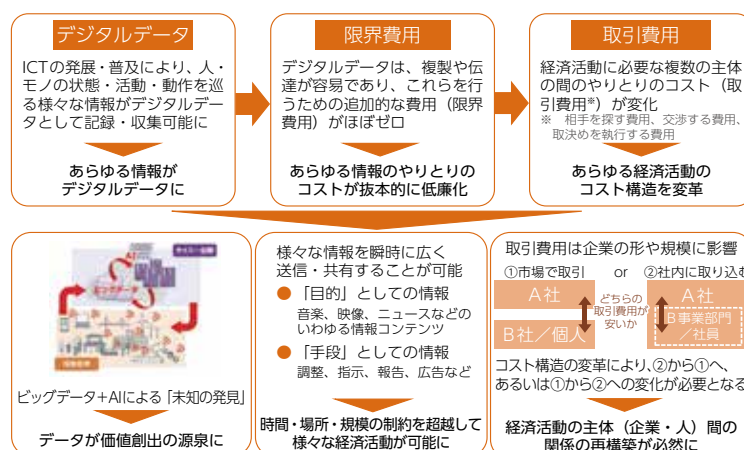 デジタルデータ
ICTの発展・普及により、人・
モノの状態・活動・動作を巡
る様々な情報がデジタルデー
タとして記録・収集可能に
あらゆる情報が
デジタルデータに
限界費用
デジタルデータは、複製や伝
達が容易であり、これらを行
うための追加的な費用（限界
費用）がほぼゼロ
あらゆる情報のやりとりの
コストが抜本的に低廉化
取引費用
経済活動に必要な複数の主体
の間のやりとりのコスト（取
引費用※）が変化
※　相手を探す費用、交渉する費用、
取決めを執行する費用
あらゆる経済活動の
コスト構造を変革
AI
ビッグデータ
ビッグデータ+AIによる「未知の発見」
データが価値創出の源泉に
様々な情報を瞬時に広く
送信・共有することが可能
● 「目的」としての情報
音楽、映像、ニュースなどの
いわゆる情報コンテンツ
● 「手段」としての情報
調整、指示、報告、広告など
時間・場所・規模の制約を超越して
様々な経済活動が可能に
取引費用は企業の形や規模に影響
①市場で取引　or　②社内に取り込む
A社
B社／個人
どちらの
取引費用が
安いか
A社
B事業部門
／社員
コスト構造の変革により、②から①へ、
あるいは①から②への変化が必要となる
経済活動の主体（企業・人）間の
関係の再構築が必然に